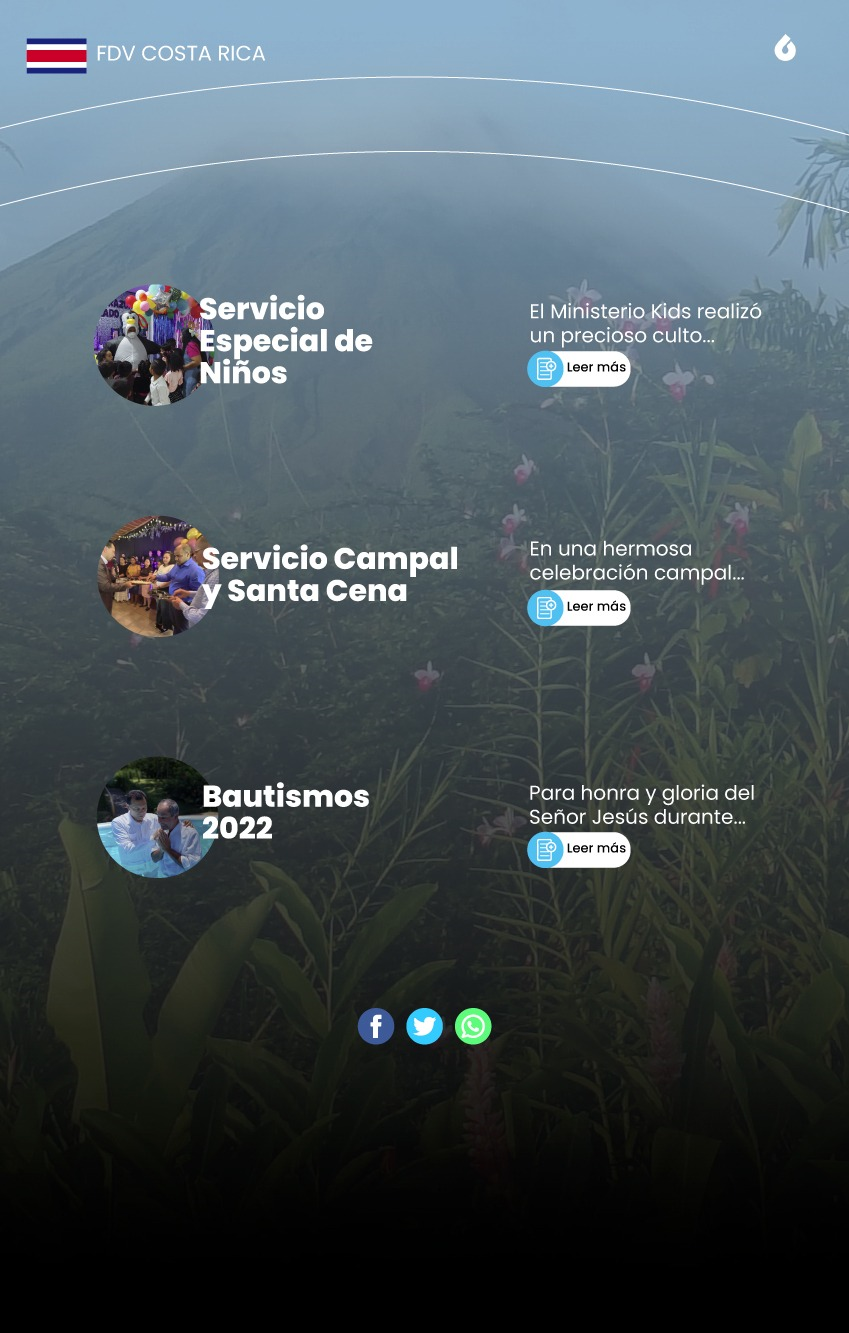 FDV COSTA RICA
Servicio
Especial de
Niños
El Ministerio Kids realizó
un precioso culto...
Leer más
Servicio Campal
y Santa Cena
En una hermosa
celebración campal...
Leer más
Bautismos
2022
Para honra y gloria del
Señor Jesús durante...
Leer más